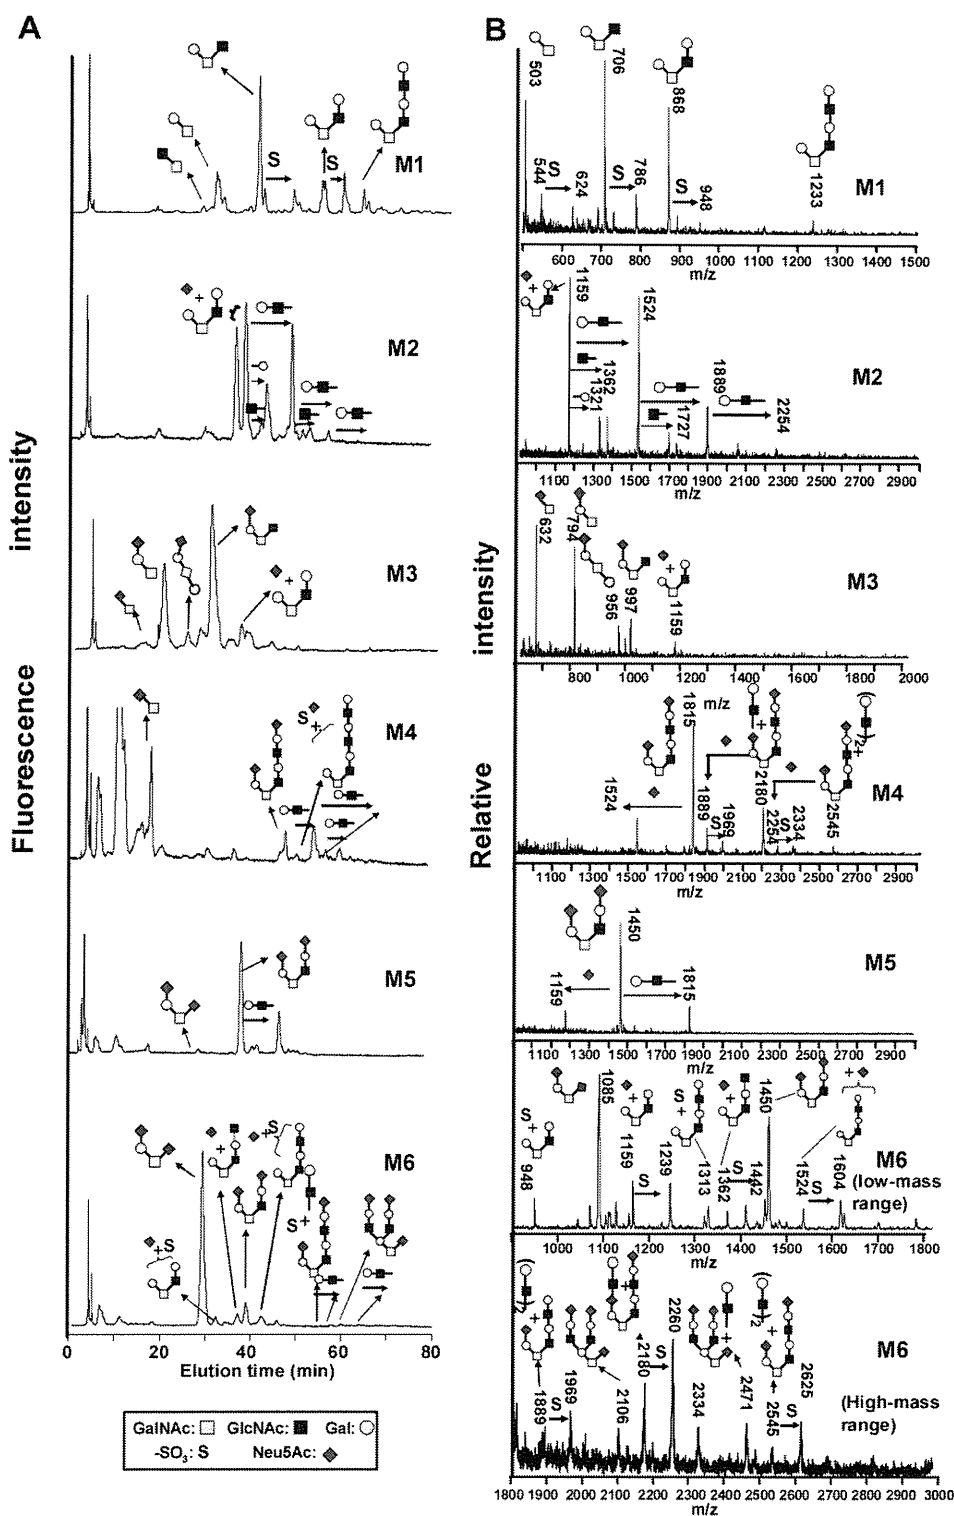 A
B
M1
S
S
M2
M3
M4
S
+
M5
M6
+S
+
S+
intensity
Fluorescence
0 20 40 60 80
Elution time (min)
GalNAc: GlcNAc: Gal:
-SO3: S Neu5Ac:
intensity
Relative
503
706
868
1233
M1
544
S
624
S
786
S
948
600 700 800 900 1000 1100 1200 1300 1400 1500
m/z
+
1159
1524
M2
1362
1321
1889
1727
2254
1100 1300 1500 1700 1900 2100 2300 2500 2700 2900
m/z
632
794
956
997
+
1159
M3
800 1000 1200 1400 1600 1800 2000
m/z
1815
1524
1889
S
1969
+
2180
2254
S
2334
2545
)2+
M4
1100 1300 1500 1700 1900 2100 2300 2500 2700 2900
m/z
1450
1159
1815
M5
1100 1300 1500 1700 1900 2100 2300 2500 2700 2900
m/z
S+
948
1085
+
1159
S
1239
S+
1313
+
1362
S
1442
1450
+
1524
S
1604
M6
(low-mass
range)
1000 1100 1200 1300 1400 1500 1600 1700 1800
m/z
)2
+
1889
S
1969
2106
+
2180
S
2260
2334
+
2471
)2
+
2545
S
2625
M6
(High-mass
range)
1800 1900 2000 2100 2200 2300 2400 2500 2600 2700 2800 3000
m/z